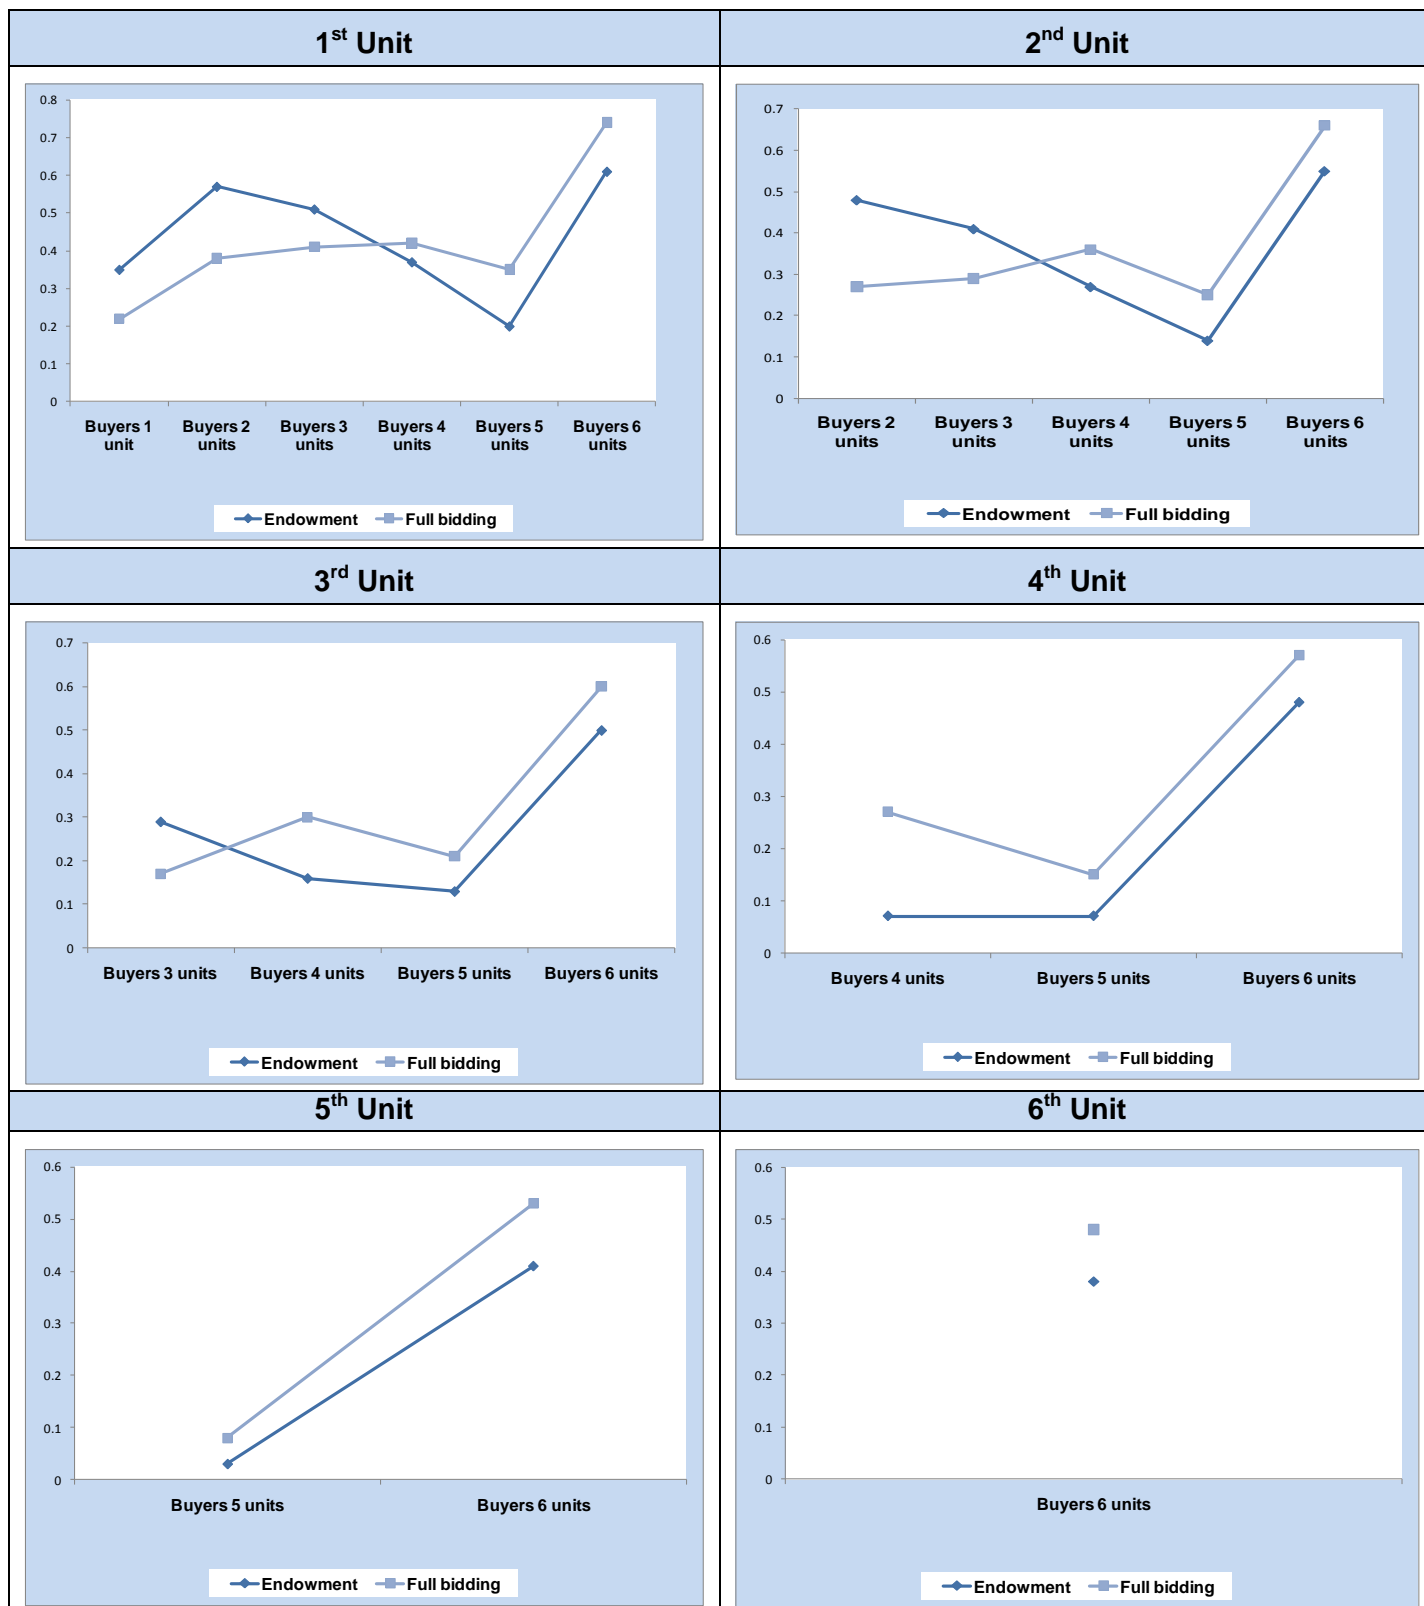 1st Unit
2nd Unit
0.8
0.7
0.6
0.5
0.4
0.3
0.2
0.1
0
Buyers 1 unit
Buyers 2 units
Buyers 3 units
Buyers 4 units
Buyers 5 units
Buyers 6 units
Endowment Full bidding
0.7
0.6
0.5
0.4
0.3
0.2
0.1
0
Buyers 2 units
Buyers 3 units
Buyers 4 units
Buyers 5 units
Buyers 6 units
Endowment Full bidding
3rd Unit
4th Unit
0.7
0.6
0.5
0.4
0.3
0.2
0.1
0
Buyers 3 units Buyers 4 units Buyers 5 units Buyers 6 units
Endowment Full bidding
0.6
0.5
0.4
0.3
0.2
0.1
0
Buyers 4 units Buyers 5 units Buyers 6 units
Endowment Full bidding
5th Unit
6th Unit
0.6
0.5
0.4
0.3
0.2
0.1
0
Buyers 5 units Buyers 6 units
Endowment Full bidding
0.6
0.5
0.4
0.3
0.2
0.1
0
Buyers 6 units
Endowment Full bidding